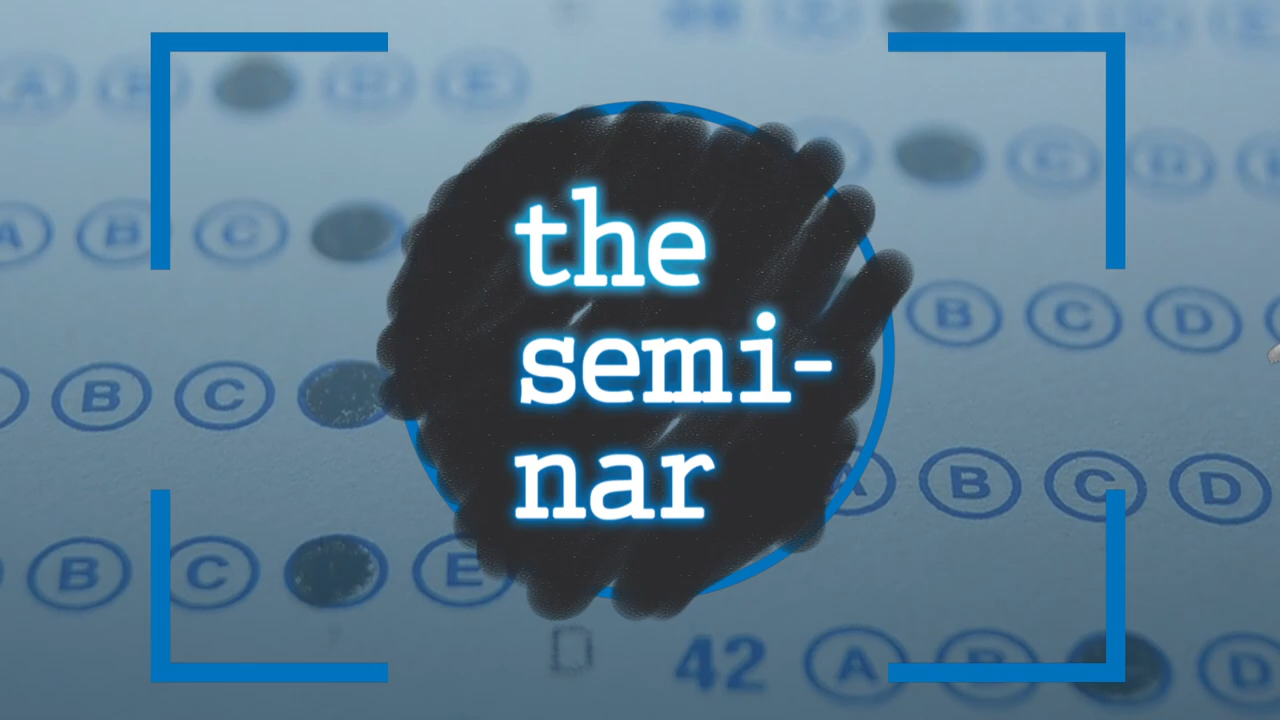 A B D E
B C D
A B C
B C D
B C
A B C D
B C E
42 A B D
the
semi-
nar